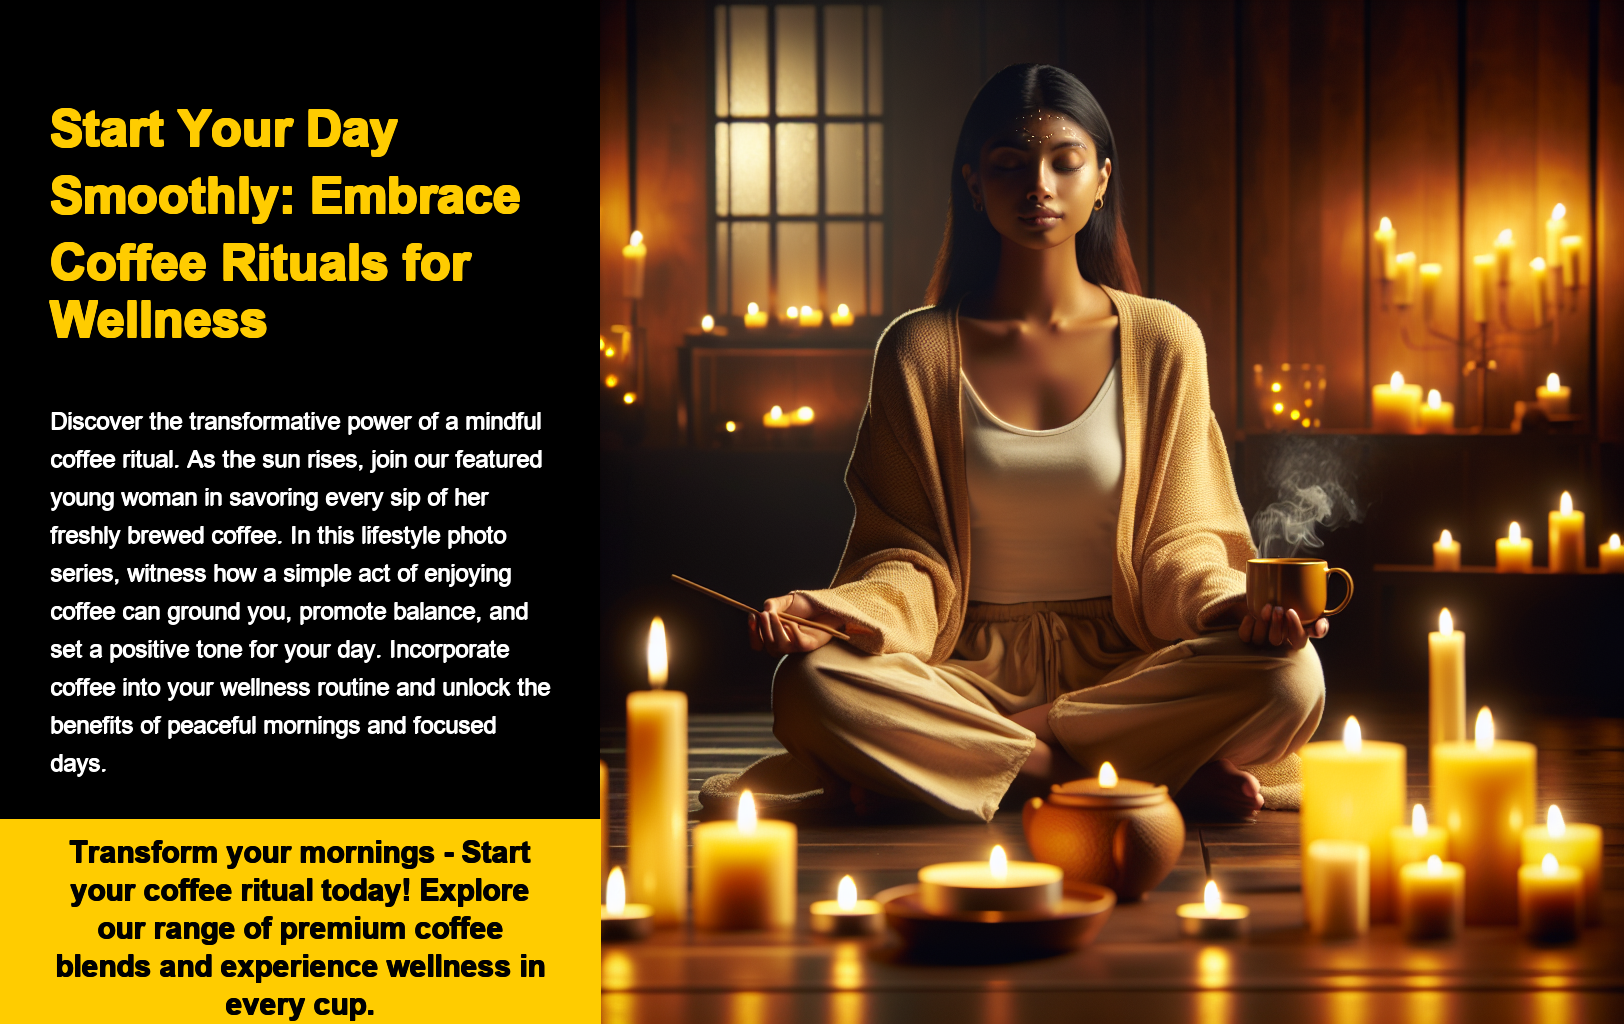 Start Your Day
Smoothly: Embrace
Coffee Rituals for
Wellness
Discover the transformative power of a mindful
coffee ritual. As the sun rises, join our featured
young woman in savoring every sip of her
freshly brewed coffee. In this lifestyle photo
series, witness how a simple act of enjoying
coffee can ground you, promote balance, and
set a positive tone for your day. Incorporate
coffee into your wellness routine and unlock the
benefits of peaceful mornings and focused
days.
Transform your mornings - Start
your coffee ritual today! Explore
our range of premium coffee
blends and experience wellness in
every cup.